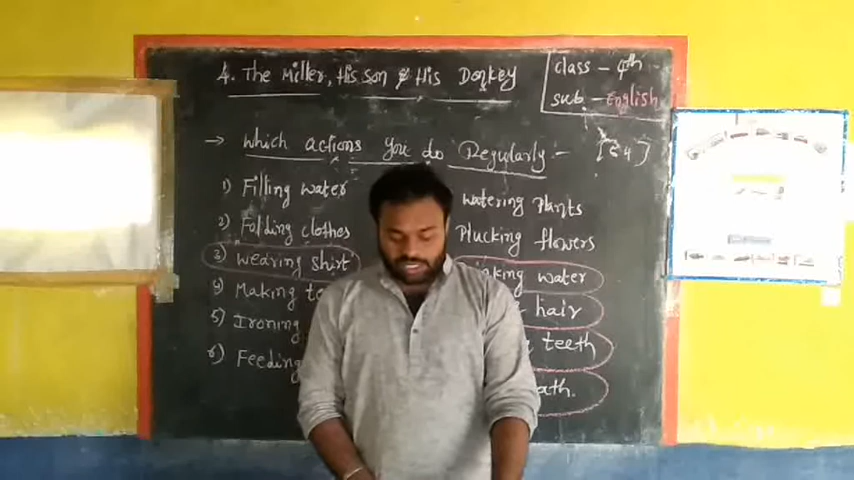 4. The Miller, His Son & His Donkey
class - 4th
sub - English
→ which actions you do Regularly :- [64]
1) Filling water
2) Folding clothes
3) wearing shirt
4) Making
5) Ironing
6) Feeding
watering Plants
Plucking flowers
water
hair
teeth